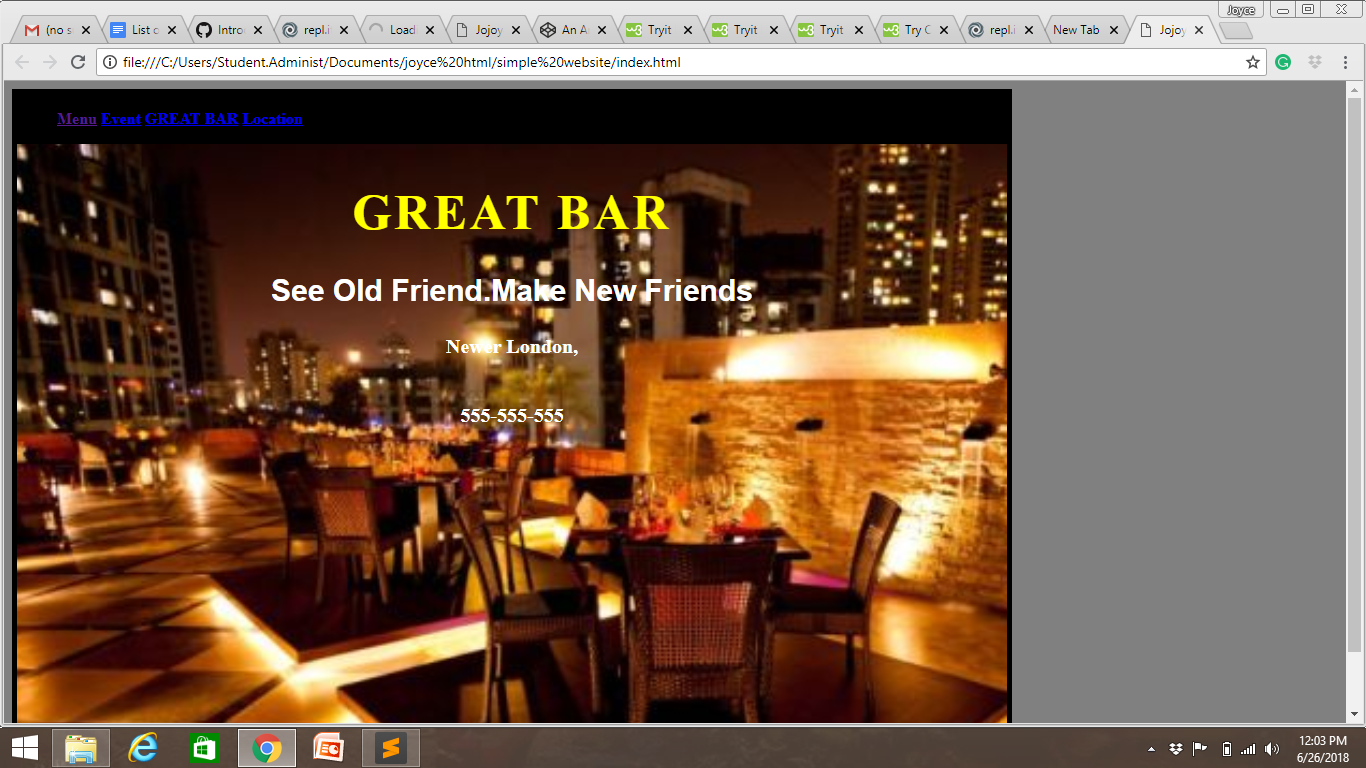 Joyce
(no s
List o
Introd
repl.i
Load
Jojoy
An A
Tryit
Tryit
Tryit
Try C
repl.i
New Tab
Jojoy
file:///C:/Users/Student.Administ/Documents/joyce%20html/simple%20website/index.html
Menu Event GREAT BAR Location
GREAT BAR
See Old Friend.Make New Friends
Newer London,
555-555-555
12:03 PM
6/26/2018